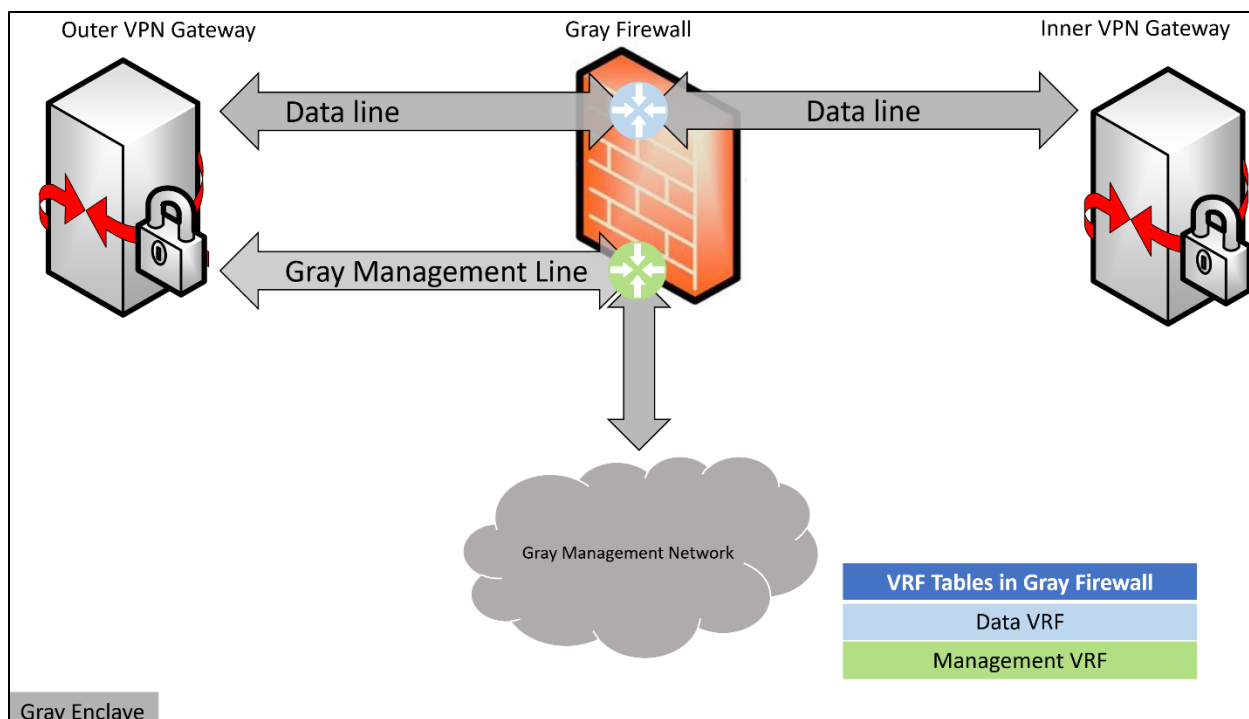 Outer VPN Gateway
Gray Firewall
Inner VPN Gateway
Data line
Data line
Gray Management Line
Gray Management Network
VRF Tables in Gray Firewall
Data VRF
Management VRF
Gray Enclave